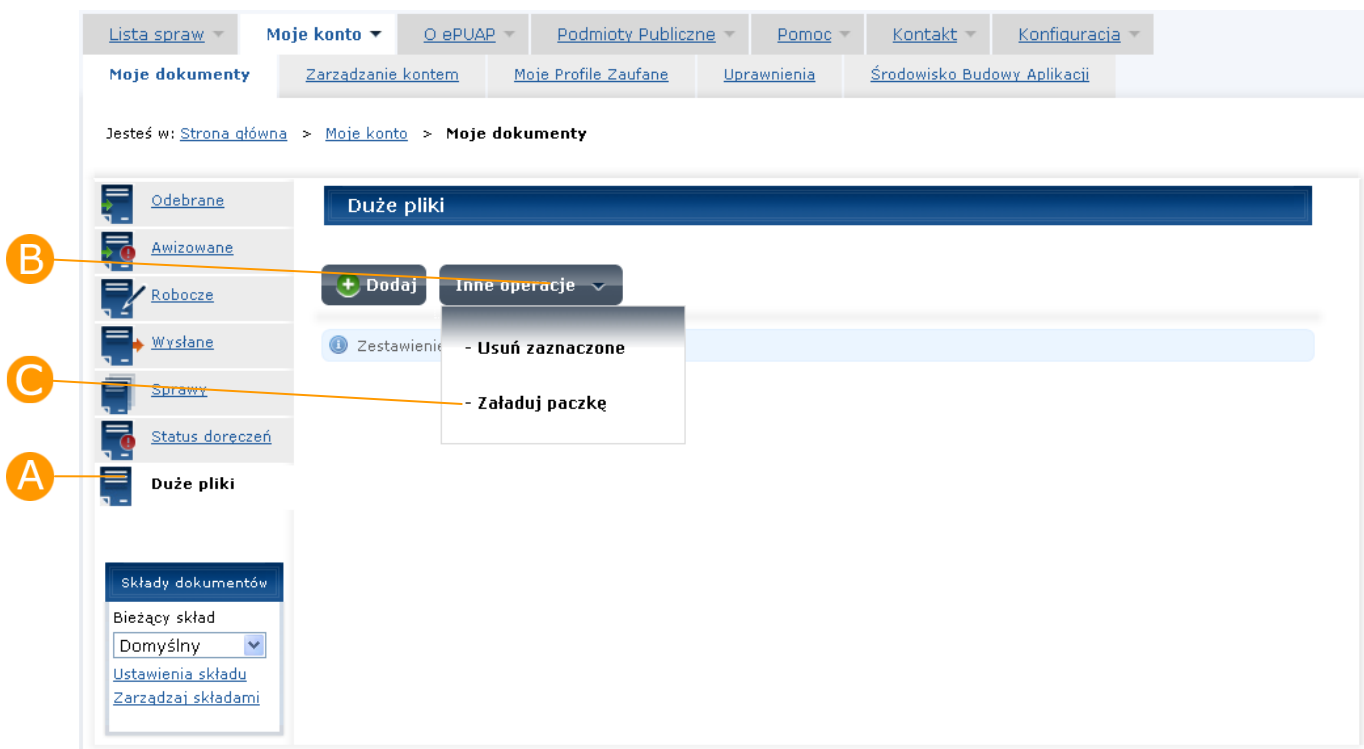 Lista spraw Moje konto O ePUAP Podmioty Publiczne Pomoc Kontakt Konfiguracja
Moje dokumenty Zarządzanie kontem Moje Profile Zaufane Uprawnienia Środowisko Budowy Aplikacji
Jesteś w: Strona główna > Moje konto > Moje dokumenty
Odebrane
Awizowane
Robocze
Wysłane
Sprawy
Status doręczeń
Duże pliki
B
C
A
Duże pliki
Dodaj Inne operacje
Zestawienie
- Usuń zaznaczone
- Załaduj paczkę
Składy dokumentów
Bieżący skład
Domyślny
Ustawienia składu
Zarządzaj składami